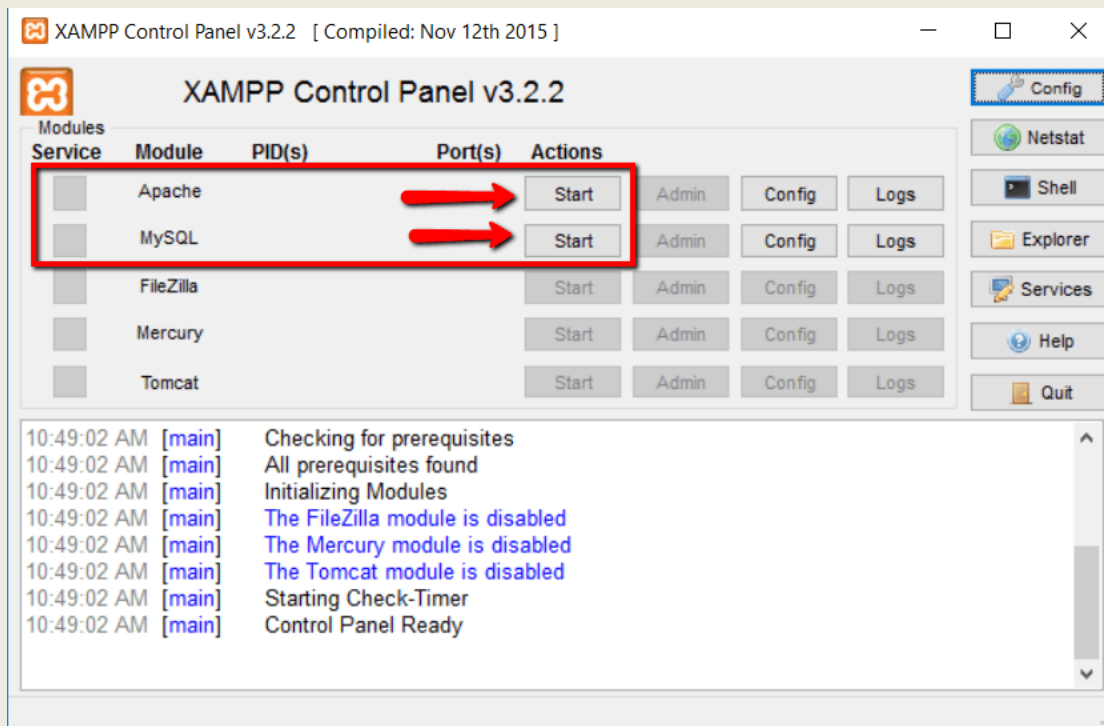 XAMPP Control Panel v3.2.2 [ Compiled: Nov 12th 2015 ]
XAMPP Control Panel v3.2.2
Config
Modules
Service Module PID(s) Port(s) Actions
Netstat
Apache Start Admin Config Logs
Shell
MySQL Start Admin Config Logs
Explorer
FileZilla Start Admin Config Logs
Services
Mercury Start Admin Config Logs
Help
Tomcat Start Admin Config Logs
Quit
10:49:02 AM [main] Checking for prerequisites
10:49:02 AM [main] All prerequisites found
10:49:02 AM [main] Initializing Modules
10:49:02 AM [main] The FileZilla module is disabled
10:49:02 AM [main] The Mercury module is disabled
10:49:02 AM [main] The Tomcat module is disabled
10:49:02 AM [main] Starting Check-Timer
10:49:02 AM [main] Control Panel Ready